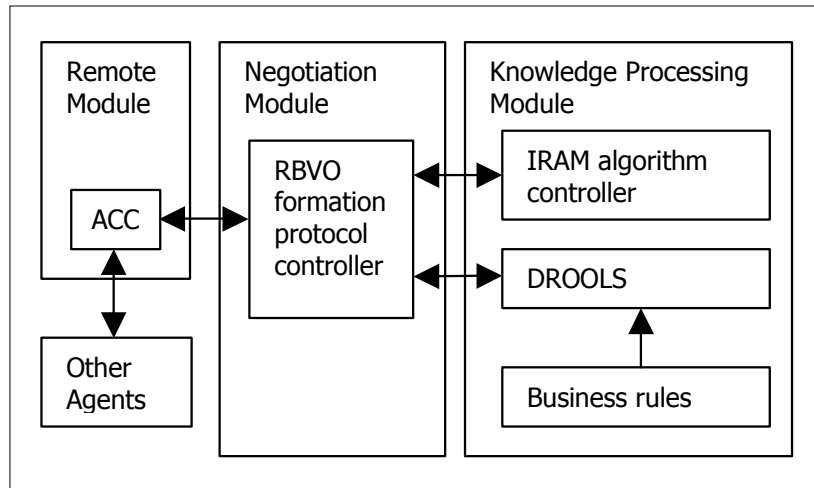 Remote
Module
ACC
Other
Agents
Negotiation
Module
RBVO
formation
protocol
controller
Knowledge Processing
Module
IRAM algorithm
controller
DROOLS
Business rules